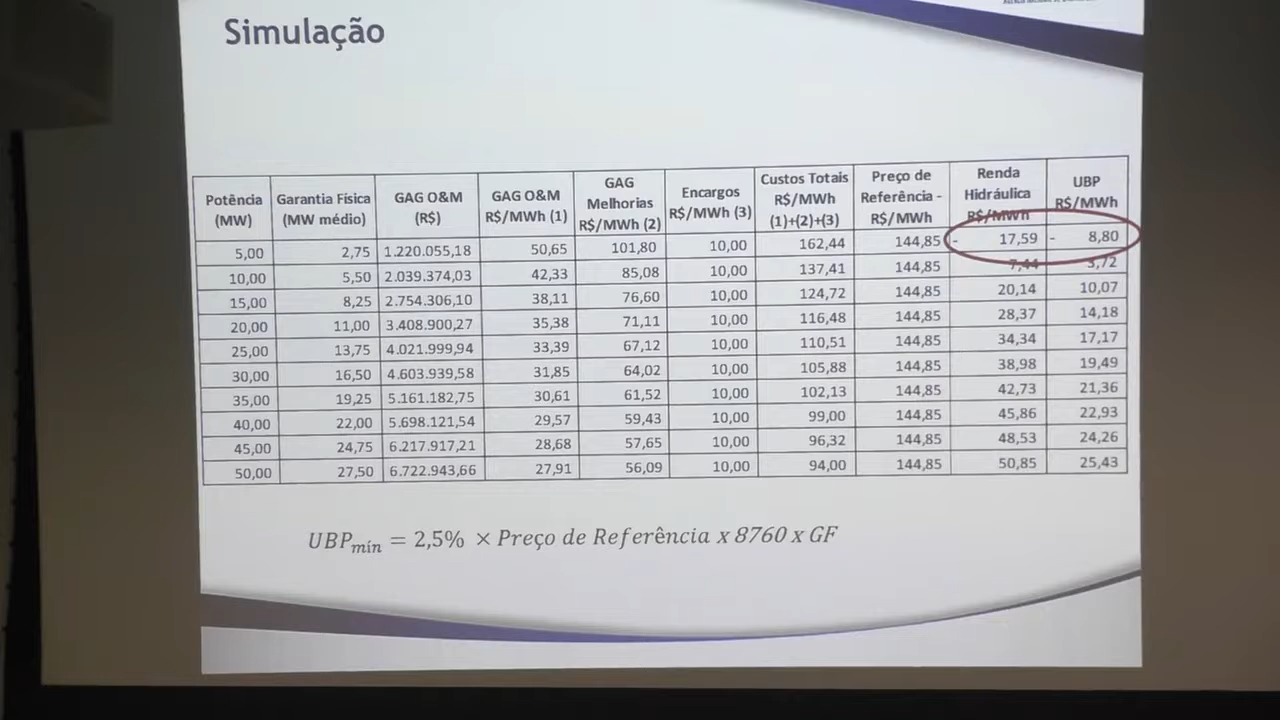 Simulação
Potência (MW) Garantia Física (MW médio) GAG O&M (R$) GAG O&M R$/MWh (1) GAG Melhorias R$/MWh (2) Encargos R$/MWh (3) Custos Totais R$/MWh (1)+(2)+(3) Preço de Referência - R$/MWh Renda Hidráulica R$/MWh UBP R$/MWh
5,00 2,75 1.220.055,18 50,65 101,80 10,00 162,44 144,85 - 17,59 - 8,80
10,00 5,50 2.039.374,03 42,33 85,08 10,00 137,41 144,85 7,44 3,72
15,00 8,25 2.754.306,10 38,11 76,60 10,00 124,72 144,85 20,14 10,07
20,00 11,00 3.408.900,27 35,38 71,11 10,00 116,48 144,85 28,37 14,18
25,00 13,75 4.021.999,94 33,39 67,12 10,00 110,51 144,85 34,34 17,17
30,00 16,50 4.603.939,58 31,85 64,02 10,00 105,88 144,85 38,98 19,49
35,00 19,25 5.161.182,75 30,61 61,52 10,00 102,13 144,85 42,73 21,36
40,00 22,00 5.698.121,54 29,57 59,43 10,00 99,00 144,85 45,86 22,93
45,00 24,75 6.217.917,21 28,68 57,65 10,00 96,32 144,85 48,53 24,26
50,00 27,50 6.722.943,66 27,91 56,09 10,00 94,00 144,85 50,85 25,43
UBPmín = 2,5% × Preço de Referência x 8760 x GF